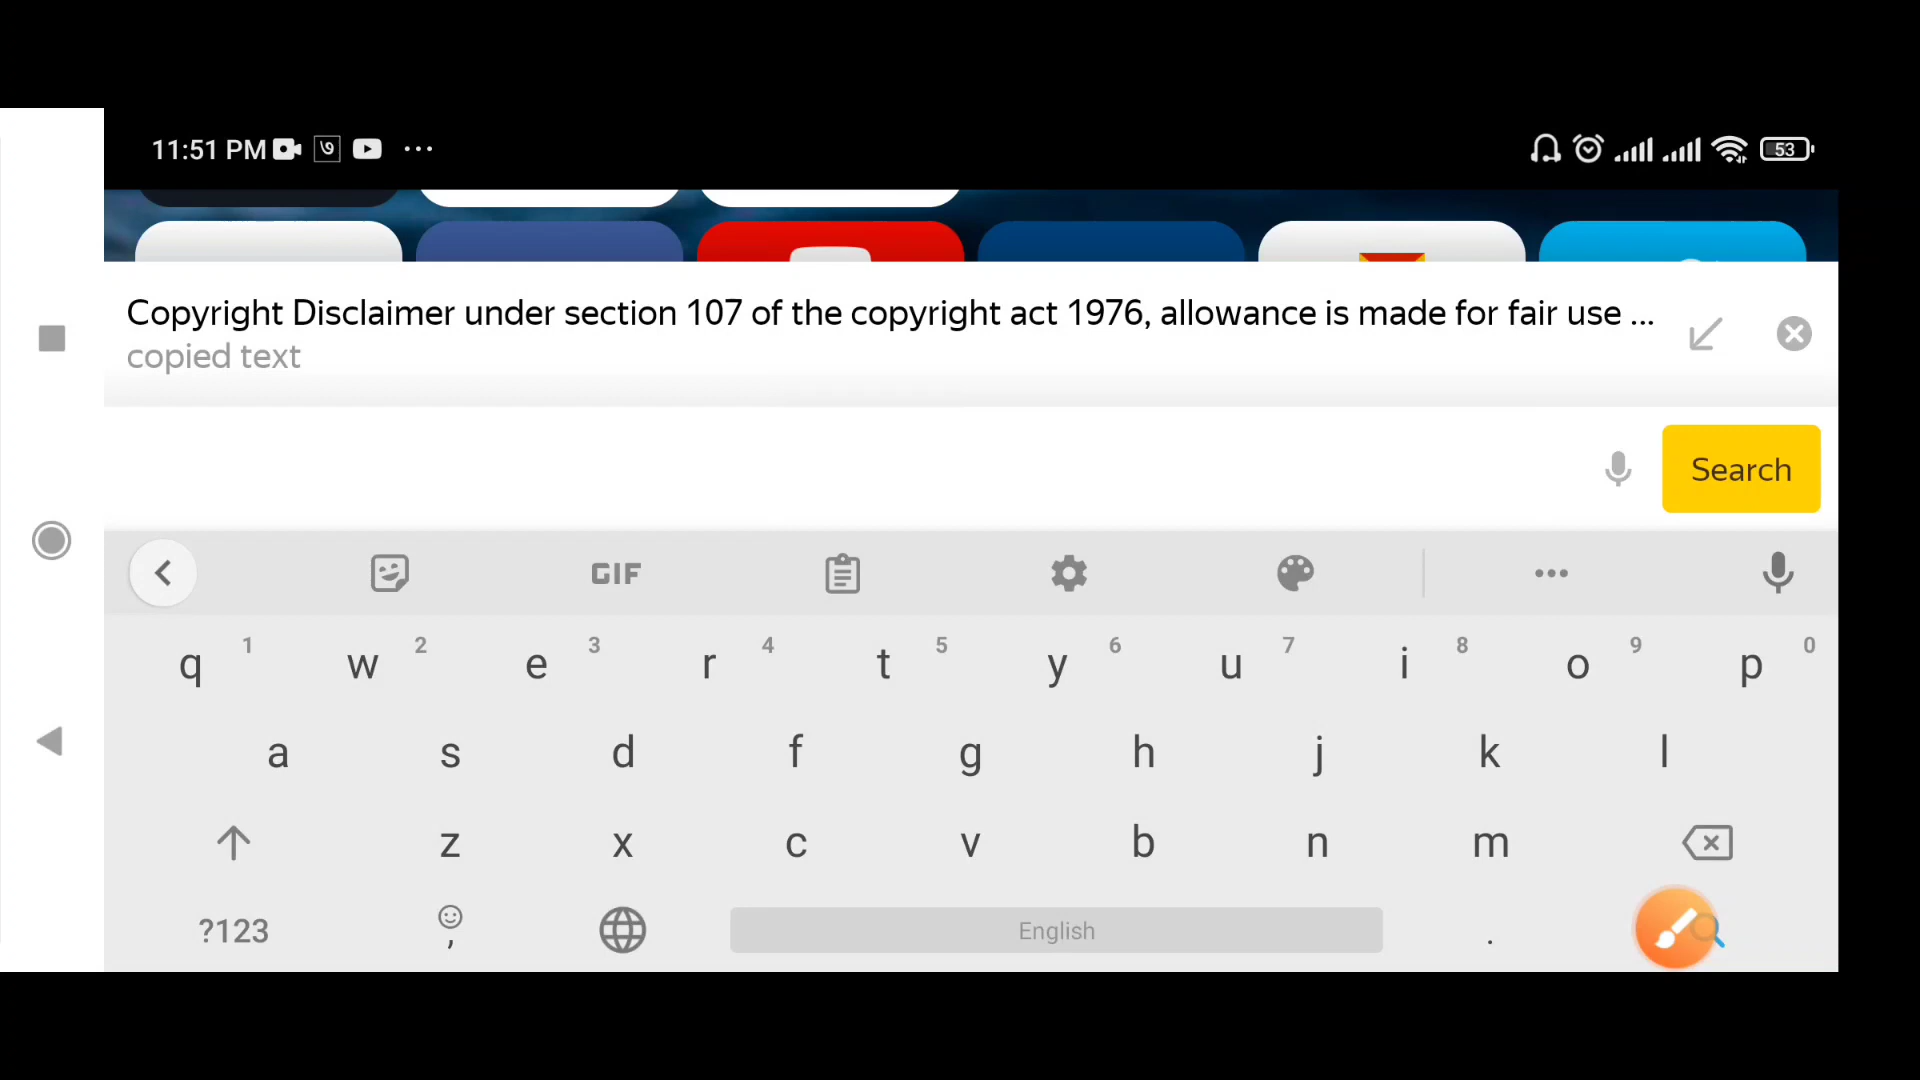 11:51 PM ...
53
Copyright Disclaimer under section 107 of the copyright act 1976, allowance is made for fair use ...
copied text
Search
GIF
q 1 w 2 e 3 r 4 t 5 y 6 u 7 i 8 o 9 p 0
a s d f g h j k l
z x c v b n m
?123 , English .